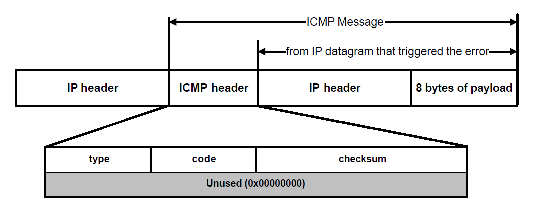 ICMP Message
from IP datagram that triggered the error
IP header ICMP header IP header 8 bytes of payload
type code checksum
Unused (0x00000000)